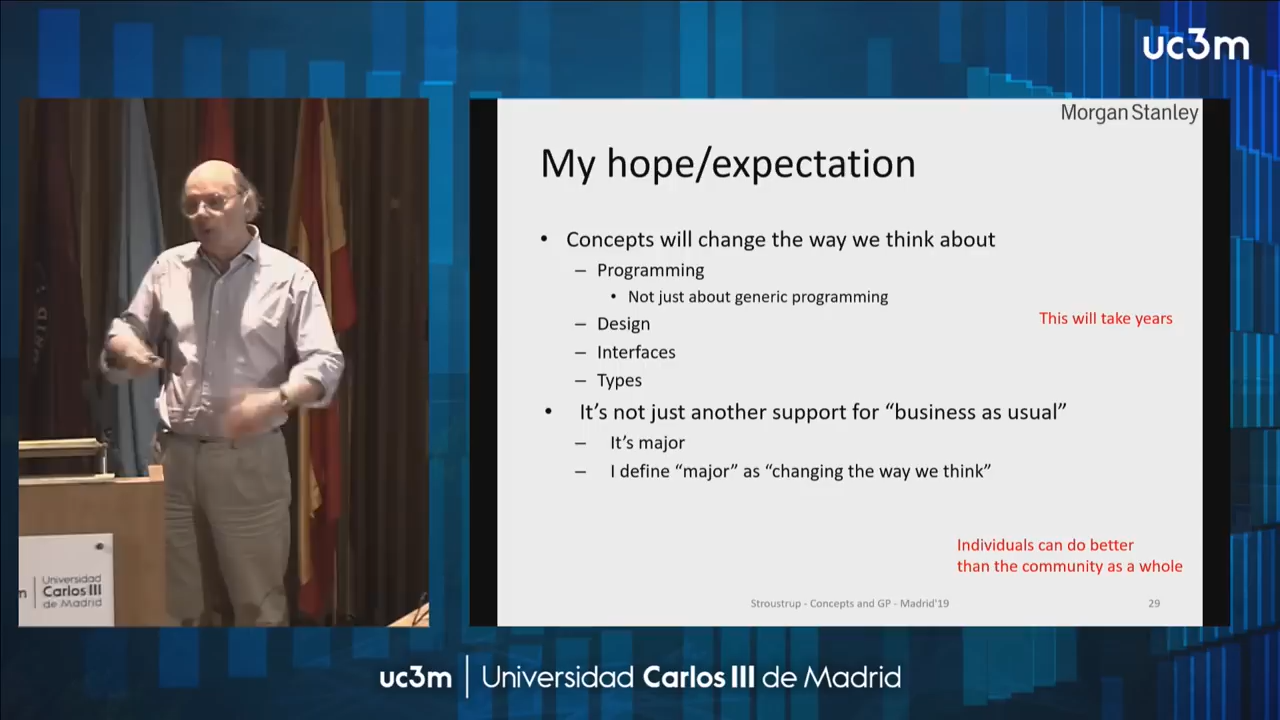 uc3m
Morgan Stanley
My hope/expectation
• Concepts will change the way we think about
– Programming
• Not just about generic programming
This will take years
– Design
– Interfaces
– Types
• It's not just another support for “business as usual”
– It's major
– I define “major” as “changing the way we think”
Individuals can do better
than the community as a whole
Stroustrup - Concepts and GP - Madrid'19
29
Universidad
Carlos III
de Madrid
uc3m | Universidad Carlos III de Madrid